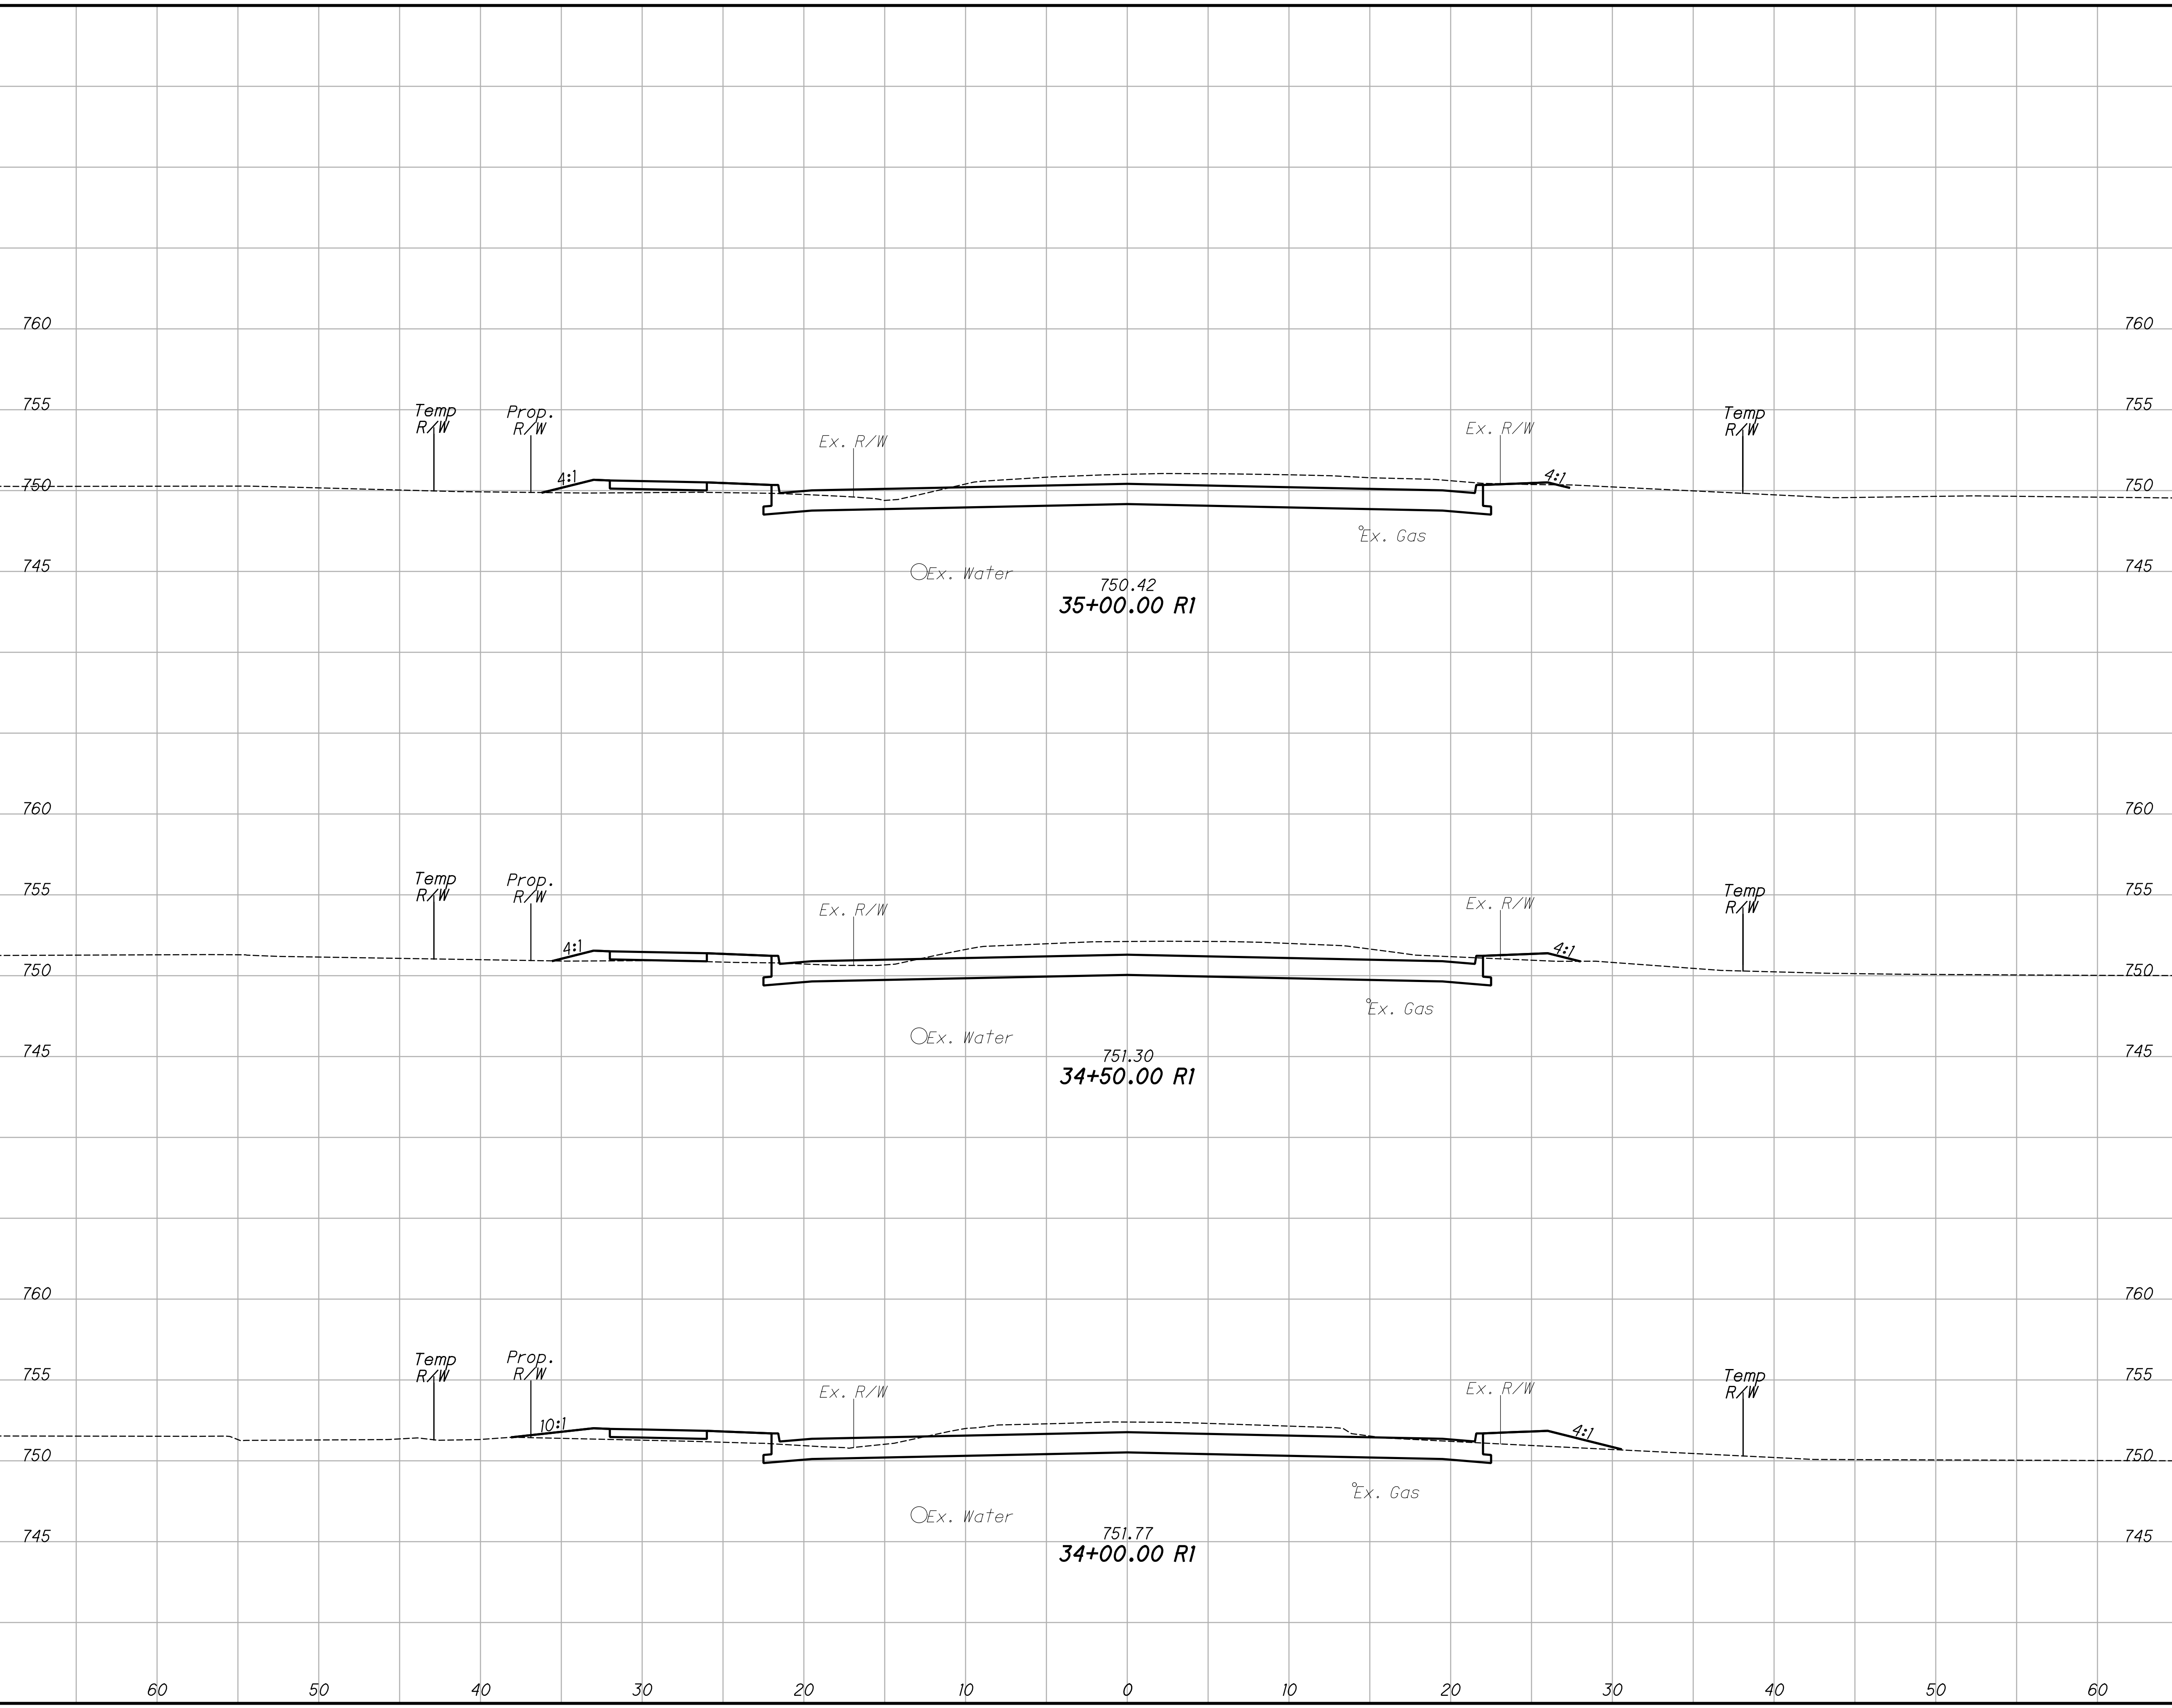 760 760
755 755
Temp R/W
Prop. R/W
Ex. R/W
Ex. R/W
Temp R/W
4:1
4:1
750 750
Ex. Gas
745 745
Ex. Water
750.42
35+00.00 R1
760 760
755 755
Temp R/W
Prop. R/W
Ex. R/W
Ex. R/W
Temp R/W
4:1
4:1
750 750
Ex. Gas
Ex. Water
745 745
751.30
34+50.00 R1
760 760
755 755
Temp R/W
Prop. R/W
Ex. R/W
Ex. R/W
Temp R/W
10:1
4:1
750 750
Ex. Gas
Ex. Water
745 745
751.77
34+00.00 R1
60 50 40 30 20 10 0 10 20 30 40 50 60